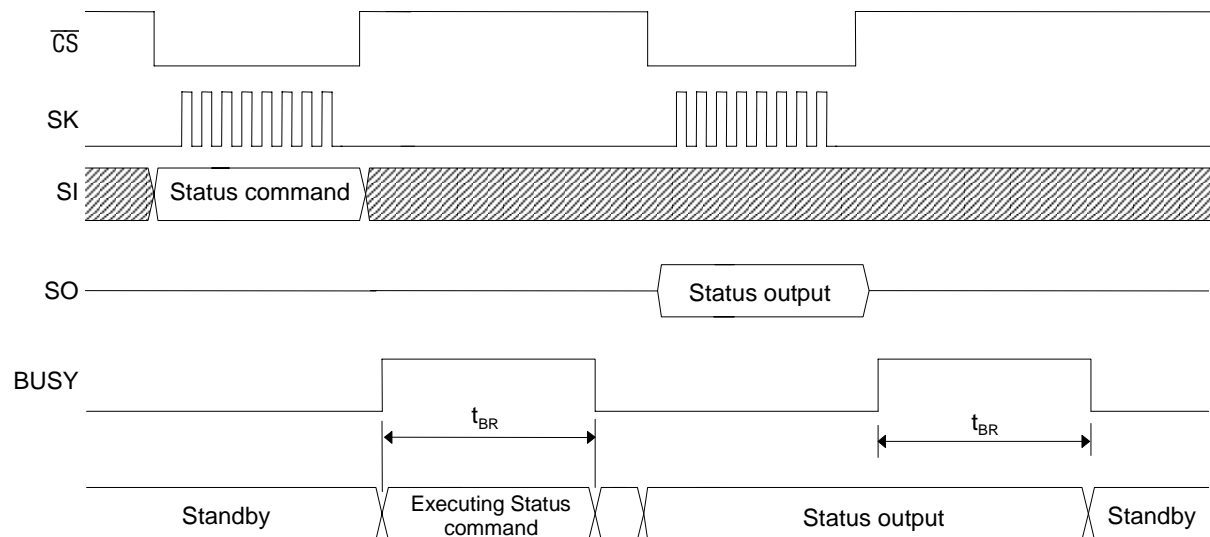 CS
SK
SI
Status command
SO
Status output
BUSY
tBR
tBR
Standby
Executing Status
command
Status output
Standby